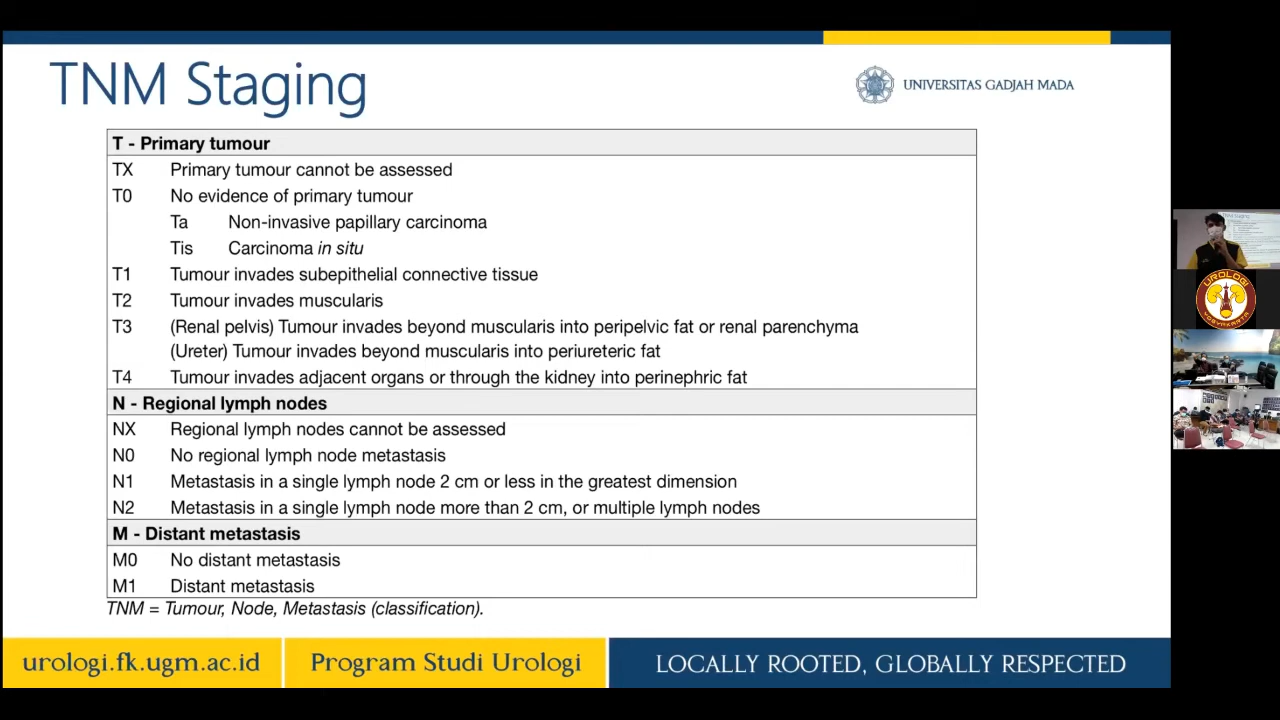 TNM Staging
UNIVERSITAS GADJAH MADA
T - Primary tumour
TX Primary tumour cannot be assessed
T0 No evidence of primary tumour
Ta Non-invasive papillary carcinoma
Tis Carcinoma in situ
T1 Tumour invades subepithelial connective tissue
T2 Tumour invades muscularis
T3 (Renal pelvis) Tumour invades beyond muscularis into peripelvic fat or renal parenchyma
(Ureter) Tumour invades beyond muscularis into periureteric fat
T4 Tumour invades adjacent organs or through the kidney into perinephric fat
N - Regional lymph nodes
NX Regional lymph nodes cannot be assessed
N0 No regional lymph node metastasis
N1 Metastasis in a single lymph node 2 cm or less in the greatest dimension
N2 Metastasis in a single lymph node more than 2 cm, or multiple lymph nodes
M - Distant metastasis
M0 No distant metastasis
M1 Distant metastasis
TNM = Tumour, Node, Metastasis (classification).
urologi.fk.ugm.ac.id
Program Studi Urologi
LOCALLY ROOTED, GLOBALLY RESPECTED
UROLOGI
YOGYAKARTA